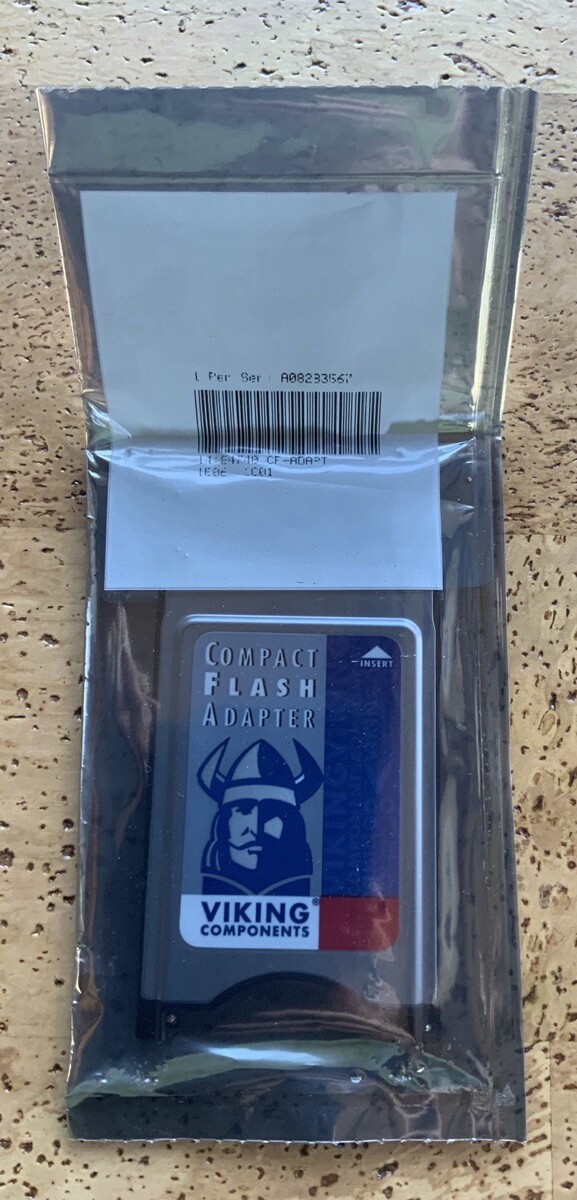 Per Ser: A08233567
CF-ADAPT
COMPACT
FLASH
ADAPTER
INSERT
VIKING®
COMPONENTS